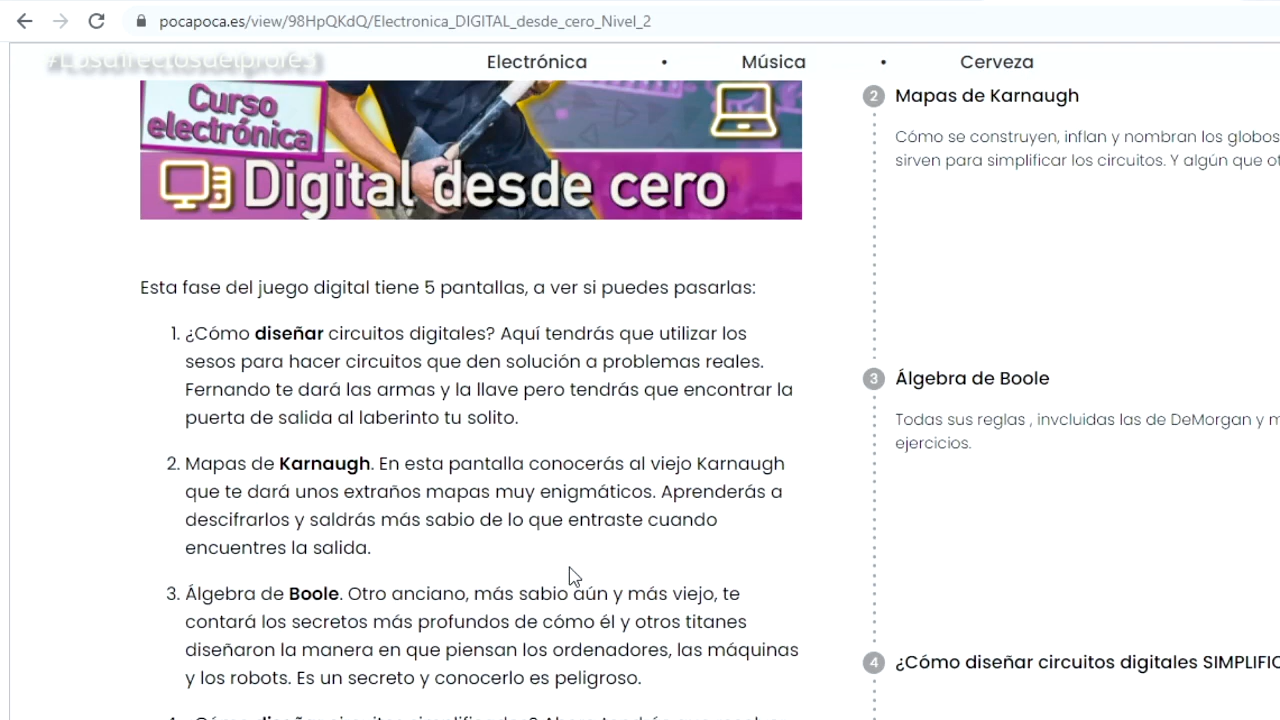 pocapoca.es/view/98HpQKdQ/Electronica_DIGITAL_desde_cero_Nivel_2
#Losdirectosdelprofes
Electrónica • Música • Cerveza
Curso
electrónica
Digital desde cero
Esta fase del juego digital tiene 5 pantallas, a ver si puedes pasarlas:
1. ¿Cómo diseñar circuitos digitales? Aquí tendrás que utilizar los
sesos para hacer circuitos que den solución a problemas reales.
Fernando te dará las armas y la llave pero tendrás que encontrar la
puerta de salida al laberinto tu solito.
2. Mapas de Karnaugh. En esta pantalla conocerás al viejo Karnaugh
que te dará unos extraños mapas muy enigmáticos. Aprenderás a
descifrarlos y saldrás más sabio de lo que entraste cuando
encuentres la salida.
3. Álgebra de Boole. Otro anciano, más sabio aún y más viejo, te
contará los secretos más profundos de cómo él y otros titanes
diseñaron la manera en que piensan los ordenadores, las máquinas
y los robots. Es un secreto y conocerlo es peligroso.
2 Mapas de Karnaugh
Cómo se construyen, inflan y nombran los globos
sirven para simplificar los circuitos. Y algún que
3 Álgebra de Boole
Todas sus reglas , invcluidas las de DeMorgan y
ejercicios.
4 ¿Cómo diseñar circuitos digitales